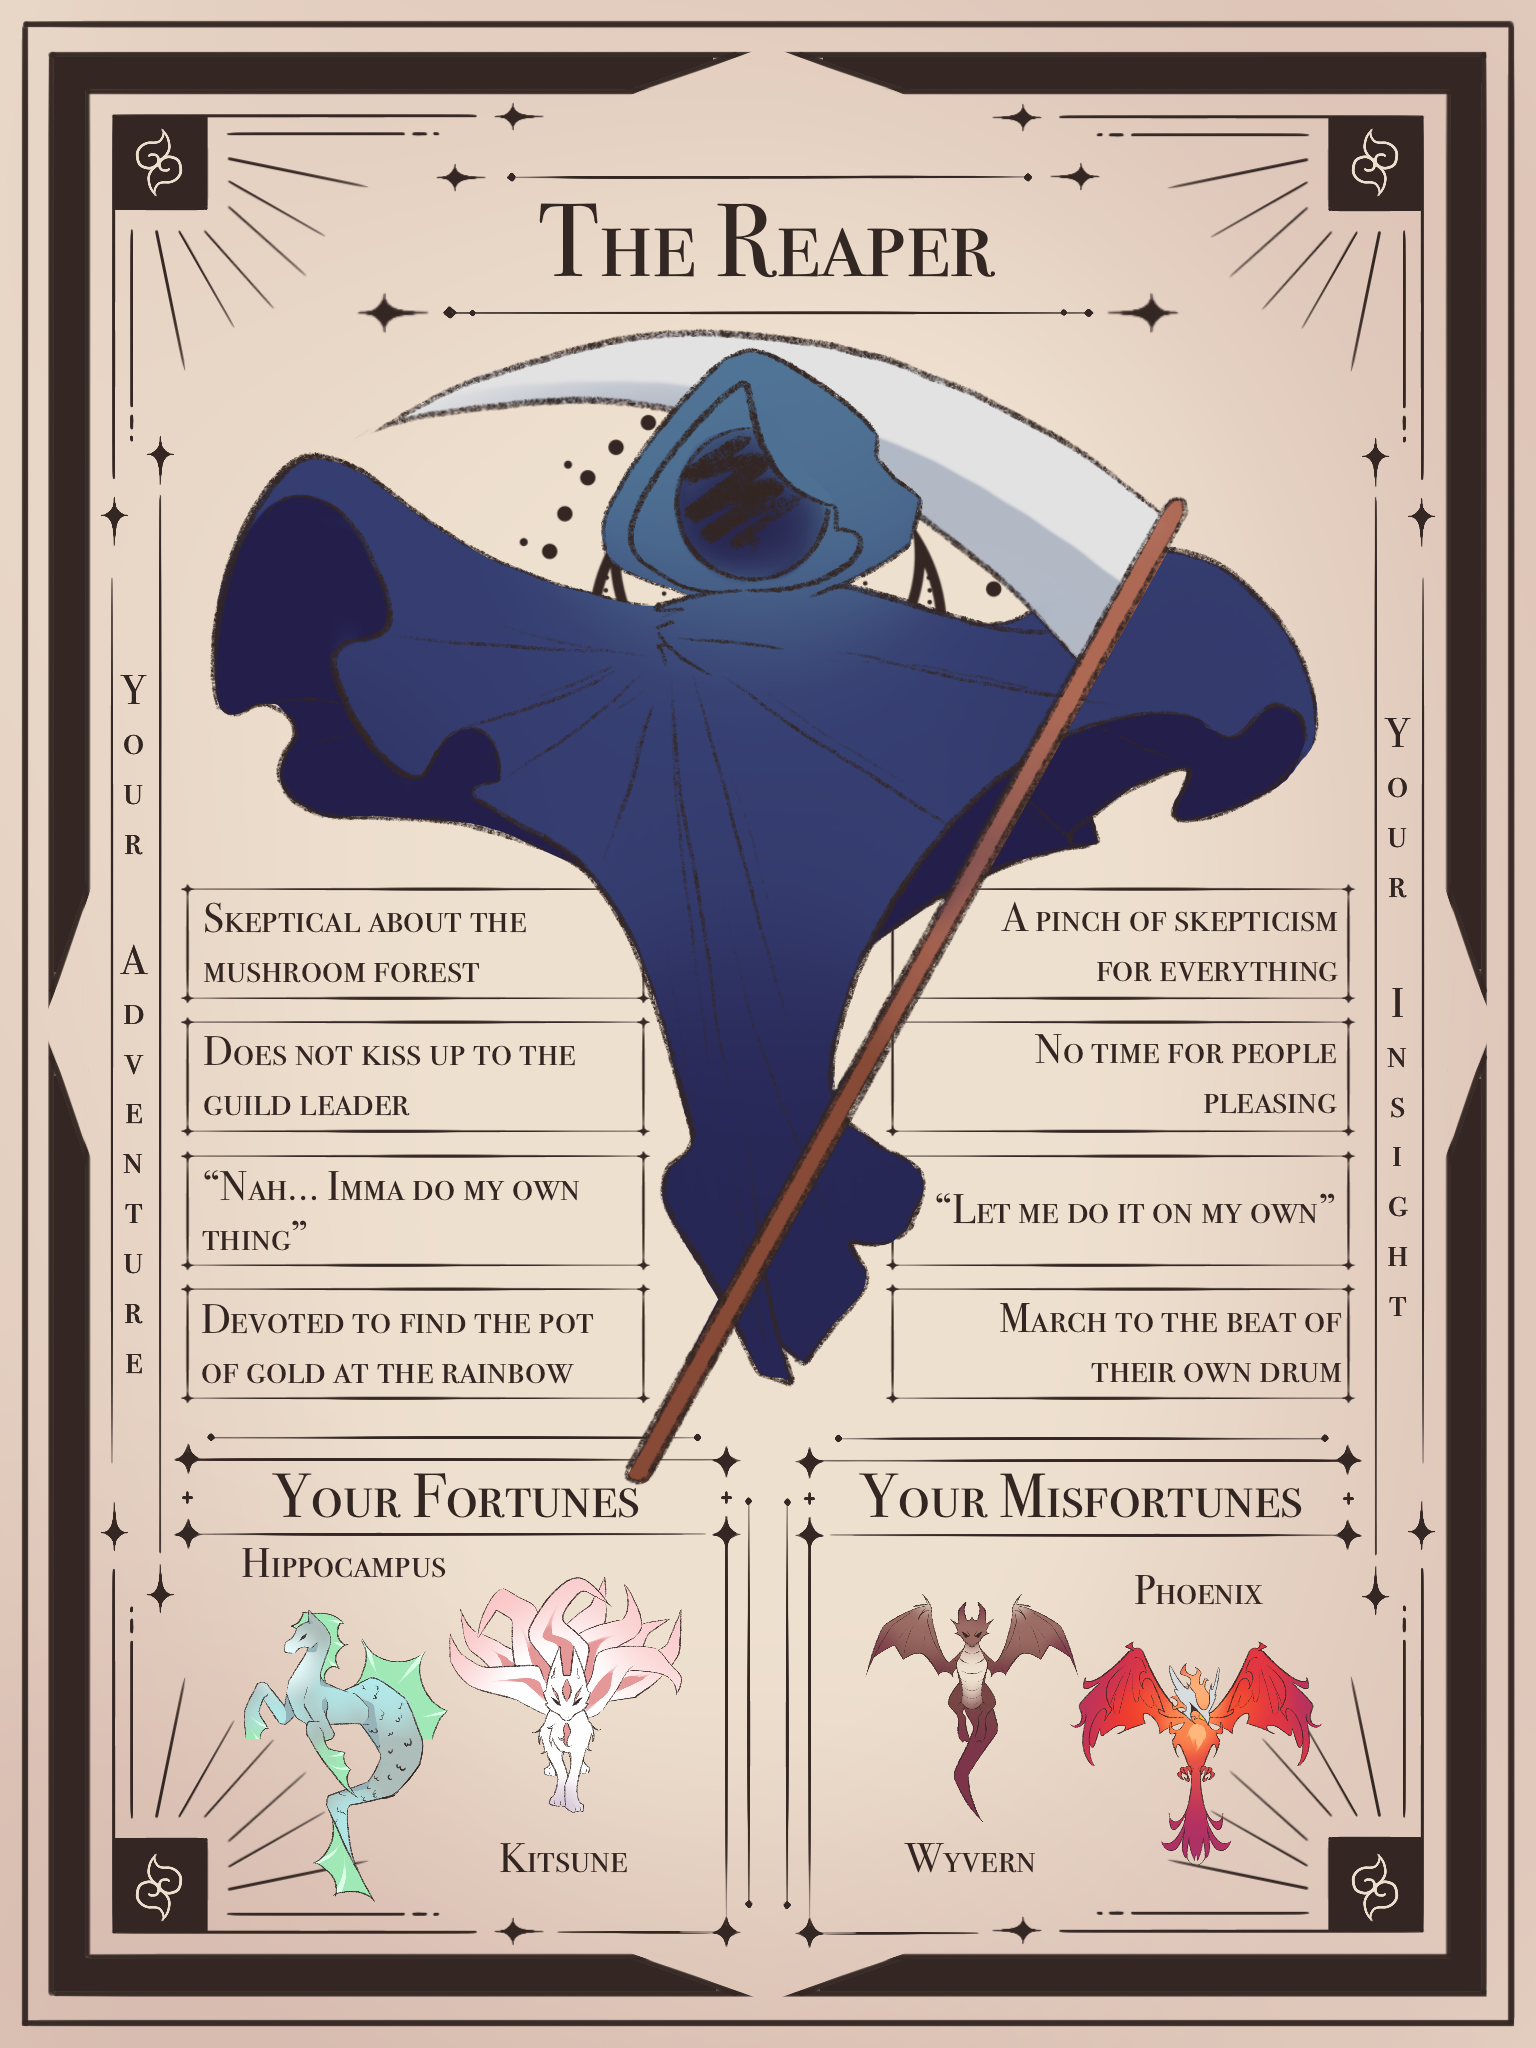 The Reaper
Your Adventure
Skeptical about the
mushroom forest
Does not kiss up to the
guild leader
“Nah... Imma do my own
thing”
Devoted to find the pot
of gold at the rainbow
Your Insight
A pinch of skepticism
for everything
No time for people
pleasing
“Let me do it on my own”
March to the beat of
their own drum
Your Fortunes
Hippocampus
Kitsune
Your Misfortunes
Phoenix
Wyvern